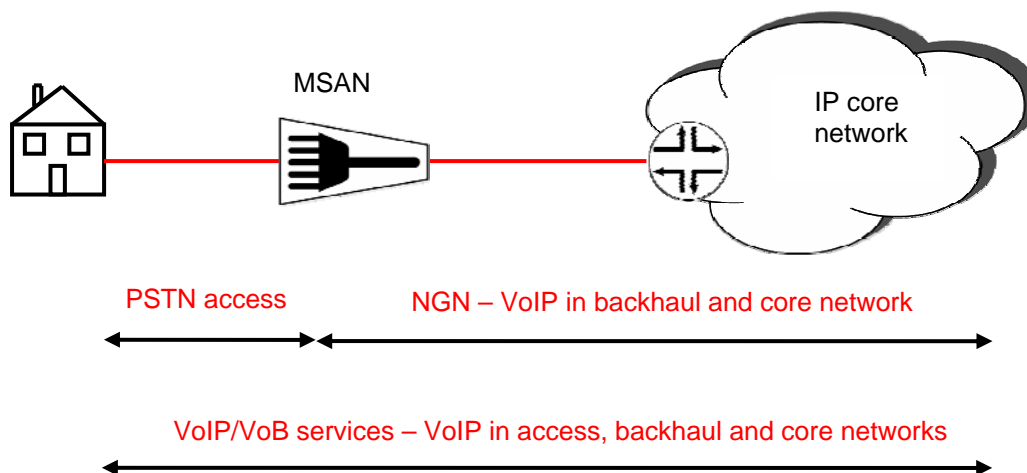 MSAN
IP core
network
PSTN access
NGN – VoIP in backhaul and core network
VoIP/VoB services – VoIP in access, backhaul and core networks